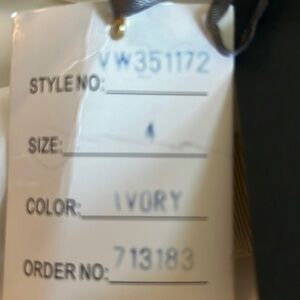 STYLE NO: VW351172
SIZE: 4
COLOR: IVORY
ORDER NO: 713183